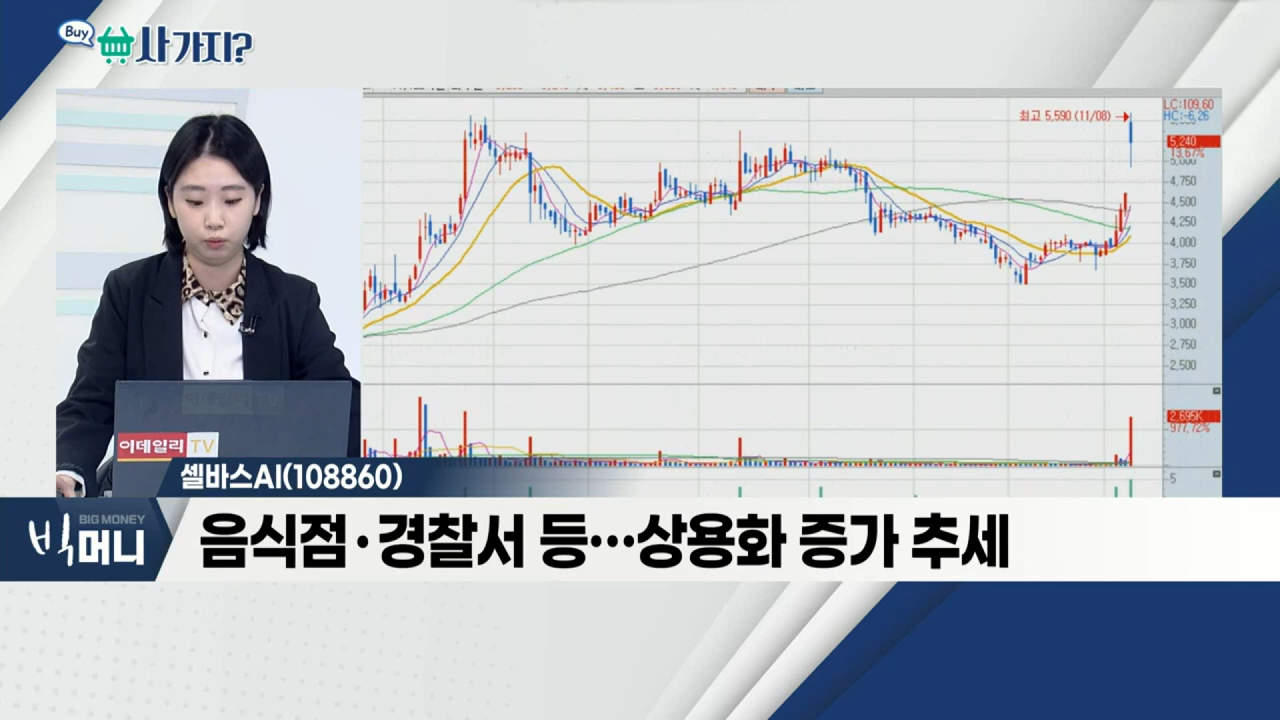 Buy 사가지?
최고 5,590 (11/08)
LC:109.60
HC:-6.26
5,240
13.67%
5,000
4,750
4,500
4,250
4,000
3,750
3,500
3,250
3,000
2,750
2,500
2,695K
977.72%
5
이데일리 TV
셀바스AI(108860)
빅머니 BIG MONEY
음식점·경찰서 등…상용화 증가 추세